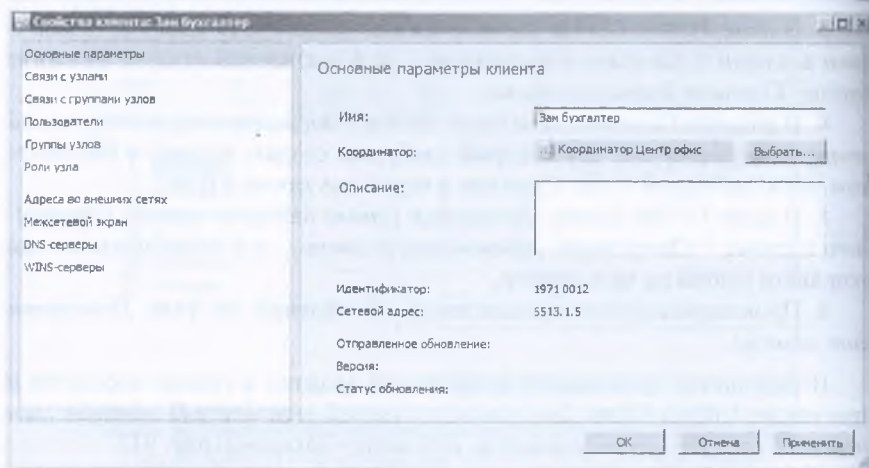 Свойства клиента: Зам бухгалтер
Основные параметры
Связи с узлами
Связи с группами узлов
Пользователи
Группы узлов
Роли узла
Адреса во внешних сетях
Межсетевой экран
DNS-серверы
WINS-серверы
Основные параметры клиента
Имя: Зам бухгалтер
Координатор: Координатор Центр офис Выбрать...
Описание:
Идентификатор: 19710012
Сетевой адрес: 5513.1.5
Отправленное обновление:
Версия:
Статус обновления:
OK Отмена Применить